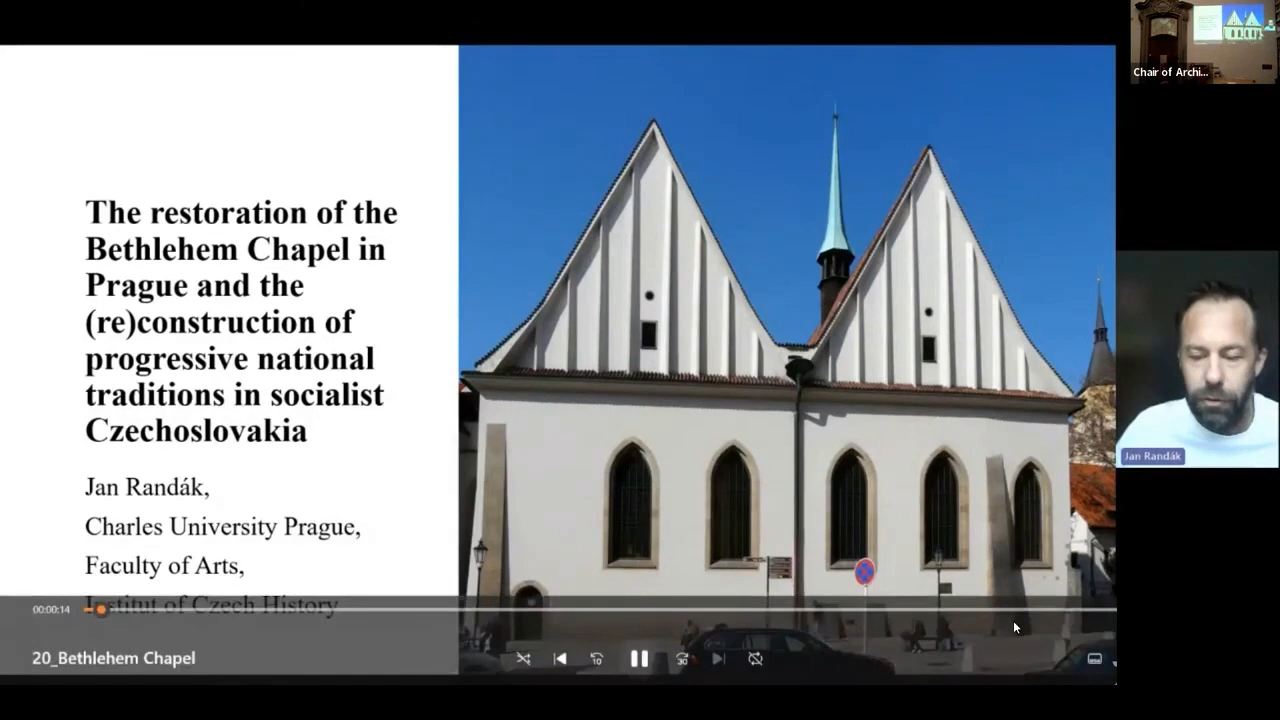 The restoration of the
Bethlehem Chapel in
Prague and the
(re)construction of
progressive national
traditions in socialist
Czechoslovakia
Jan Randák,
Charles University Prague,
Faculty of Arts,
Institut of Czech History
00:00:14
20_Bethlehem Chapel
10
30
Chair of Archi...
Jan Randák